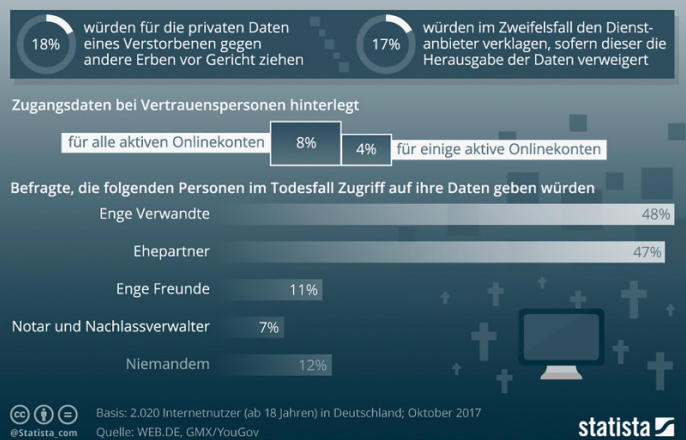 18%
würden für die privaten Daten
eines Verstorbenen gegen
andere Erben vor Gericht ziehen
17%
würden im Zweifelsfall den Dienst-
anbieter verklagen, sofern dieser die
Herausgabe der Daten verweigert
Zugangsdaten bei Vertrauenspersonen hinterlegt
für alle aktiven Onlinekonten 8% 4% für einige aktive Onlinekonten
Befragte, die folgenden Personen im Todesfall Zugriff auf ihre Daten geben würden
Enge Verwandte 48%
Ehepartner 47%
Enge Freunde 11%
Notar und Nachlassverwalter 7%
Niemandem 12%
Basis: 2.020 Internetnutzer (ab 18 Jahren) in Deutschland; Oktober 2017
@Statista_com Quelle: WEB.DE, GMX/YouGov
statista